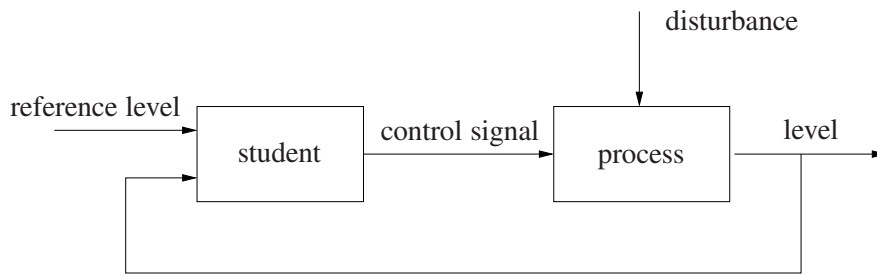 disturbance
reference level
student
control signal
process
level